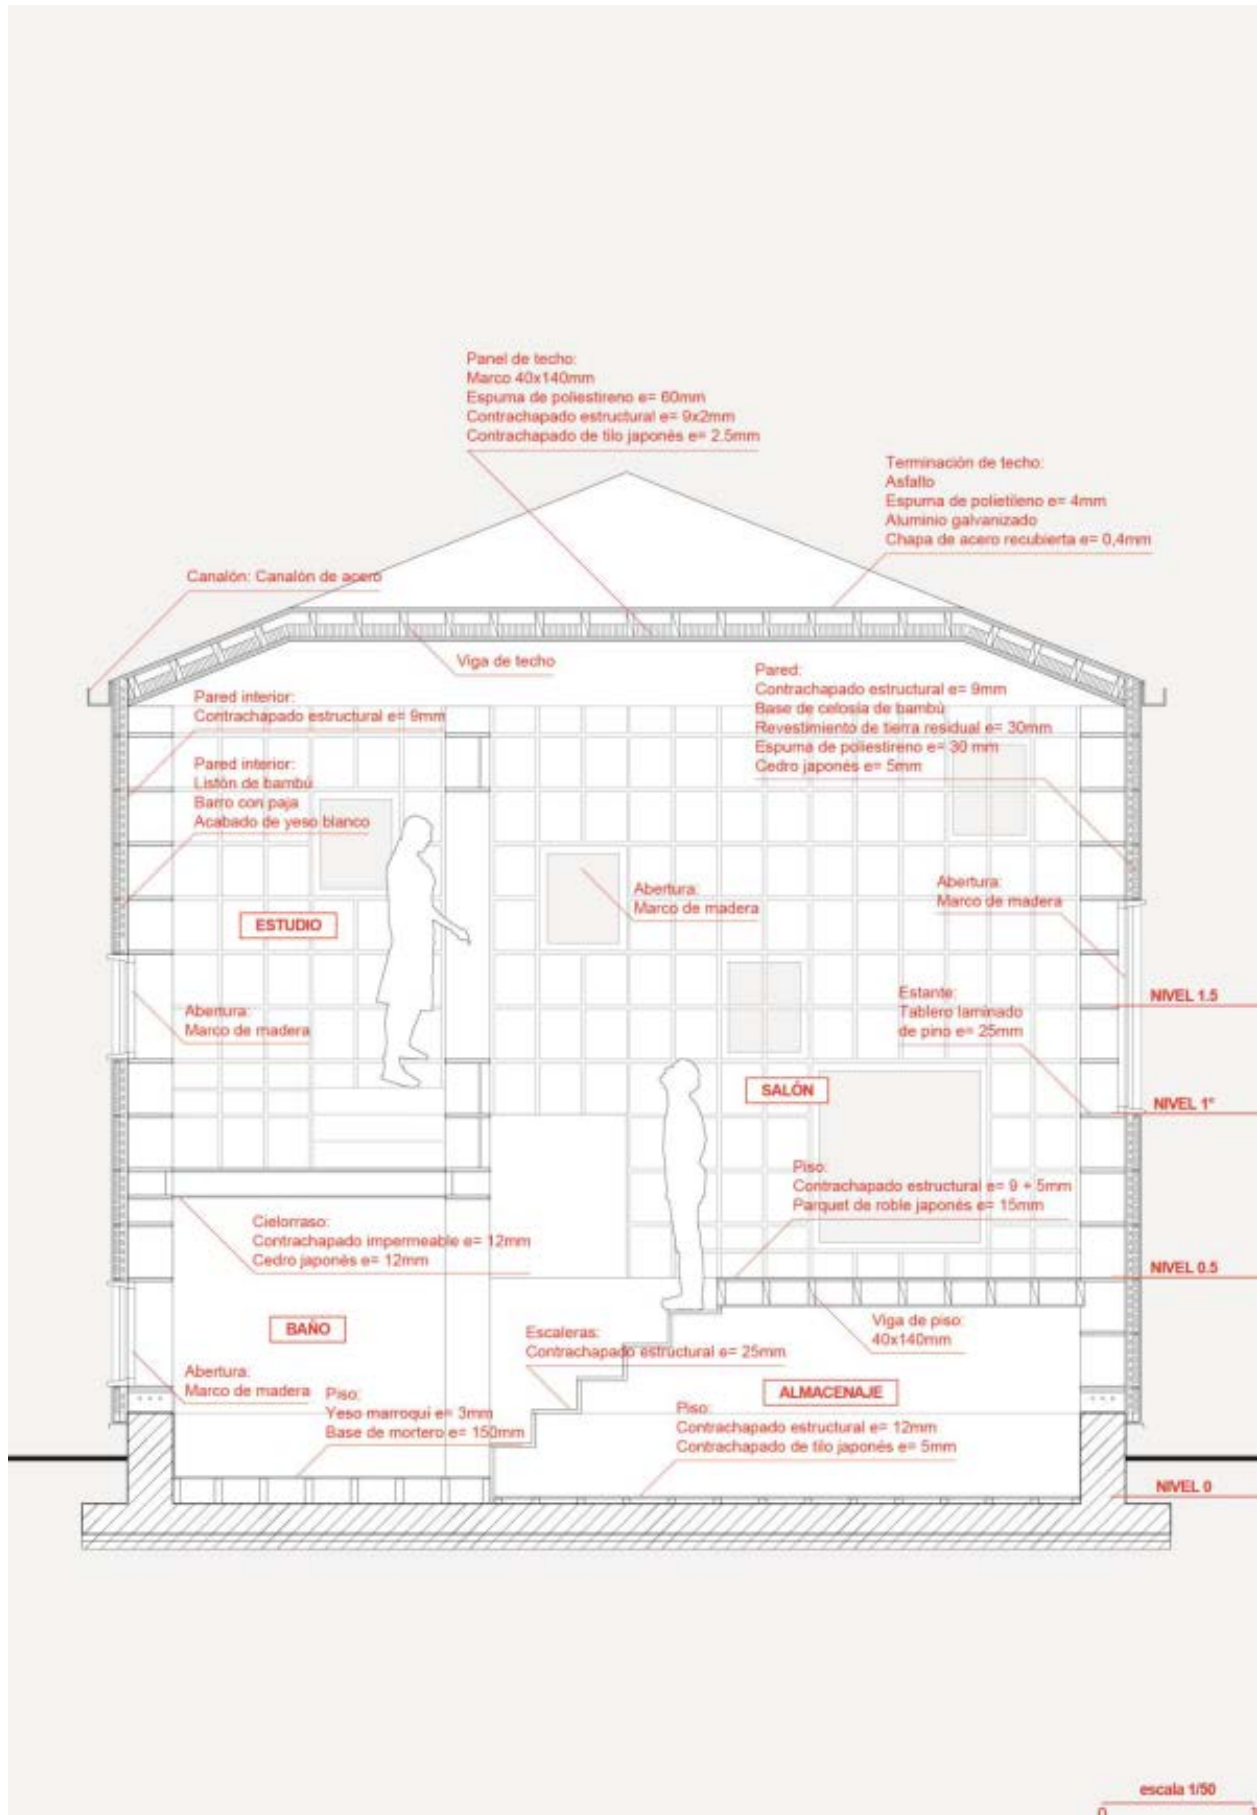 Panel de techo:
Marco 40x140mm
Espuma de poliestireno e= 60mm
Contrachapado estructural e= 9x2mm
Contrachapado de tilo japonés e= 2.5mm
Terminación de techo:
Asfalto
Espuma de polietileno e= 4mm
Aluminio galvanizado
Chapa de acero recubierta e= 0,4mm
Canalón: Canalón de acero
Viga de techo
Pared interior:
Contrachapado estructural e= 9mm
Pared:
Contrachapado estructural e= 9mm
Base de celosía de bambú
Revestimiento de tierra residual e= 30mm
Espuma de poliestireno e= 30 mm
Cedro japonés e= 5mm
Pared interior:
Listón de bambú
Barro con paja
Acabado de yeso blanco
Abertura:
Marco de madera
Abertura:
Marco de madera
ESTUDIO
Abertura:
Marco de madera
Estante:
Tablero laminado
de pino e= 25mm
NIVEL 1.5
SALÓN
NIVEL 1°
Piso:
Contrachapado estructural e= 9 + 5mm
Parquet de roble japonés e= 15mm
Cielorraso:
Contrachapado impermeable e= 12mm
Cedro japonés e= 12mm
NIVEL 0.5
BAÑO
Escaleras:
Contrachapado estructural e= 25mm
Viga de piso:
40x140mm
Abertura:
Marco de madera
ALMACENAJE
Piso:
Yeso marroquí e= 3mm
Base de mortero e= 150mm
Piso:
Contrachapado estructural e= 12mm
Contrachapado de tilo japonés e= 5mm
NIVEL 0
escala 1/50
0